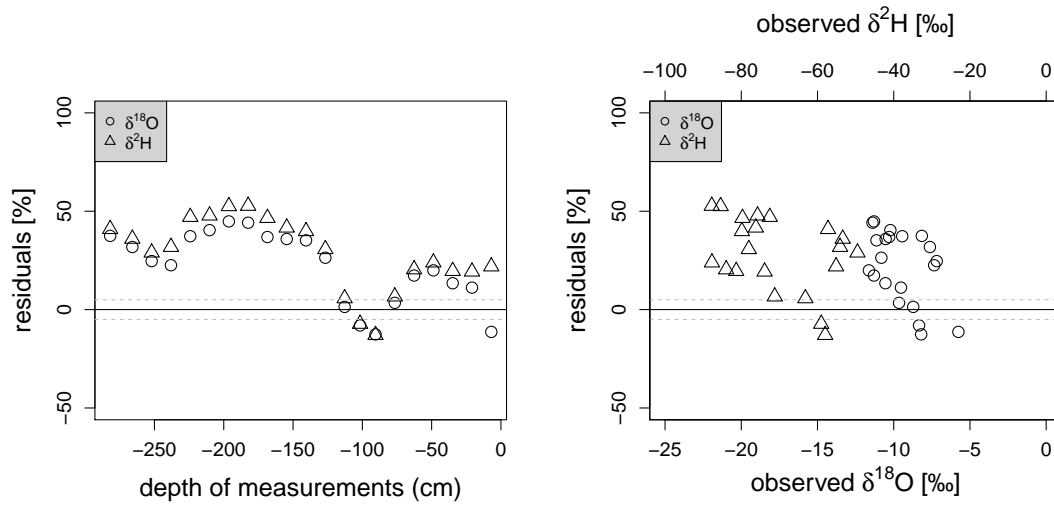 observed δ²H [‰]
−100 −80 −60 −40 −20 0
100
50
0
−50
residuals [%]
δ¹⁸O
δ²H
−250 −200 −150 −100 −50 0
depth of measurements (cm)
100
50
0
−50
residuals [%]
δ¹⁸O
δ²H
−25 −20 −15 −10 −5 0
observed δ¹⁸O [‰]